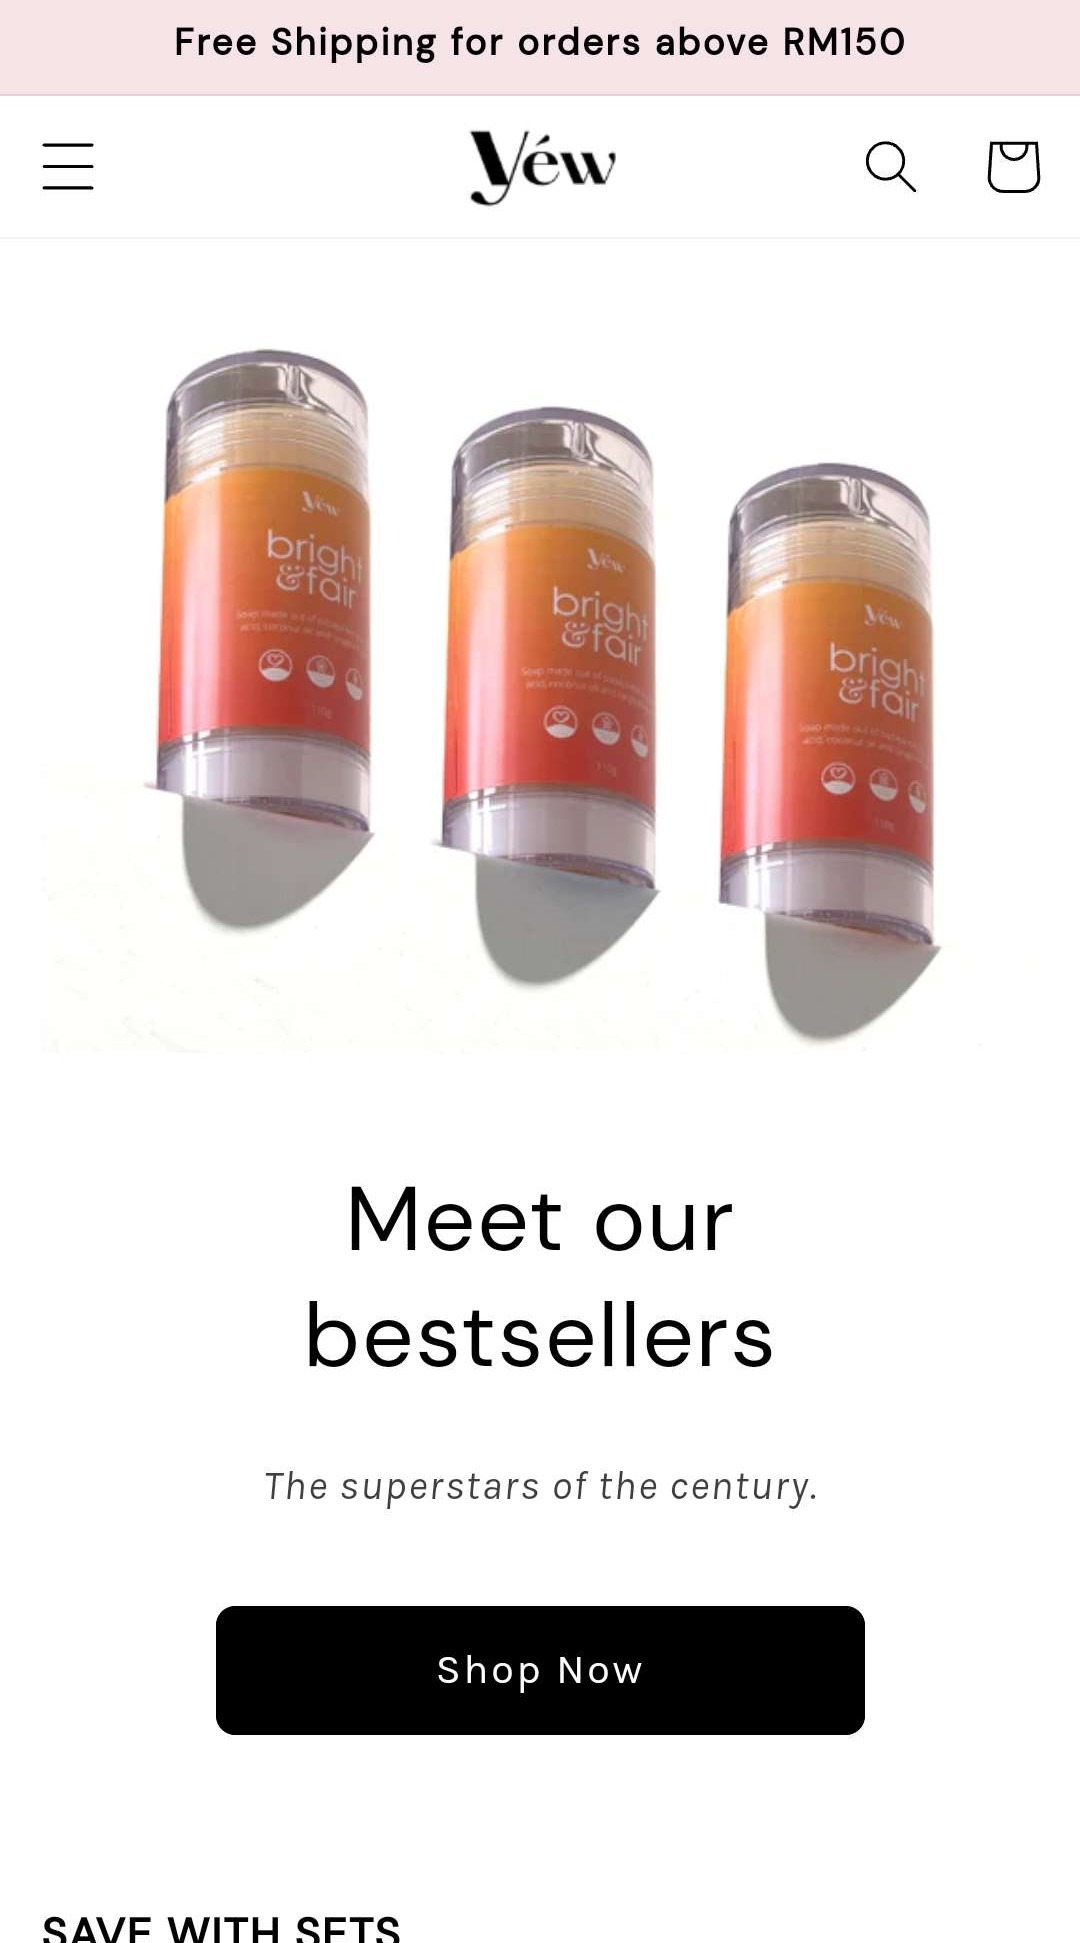 Free Shipping for orders above RM150
Yéw
Yéw
bright
&fair
Yéw
bright
&fair
Yéw
bright
&fair
Meet our
bestsellers
The superstars of the century.
Shop Now
SAVE WITH SETS